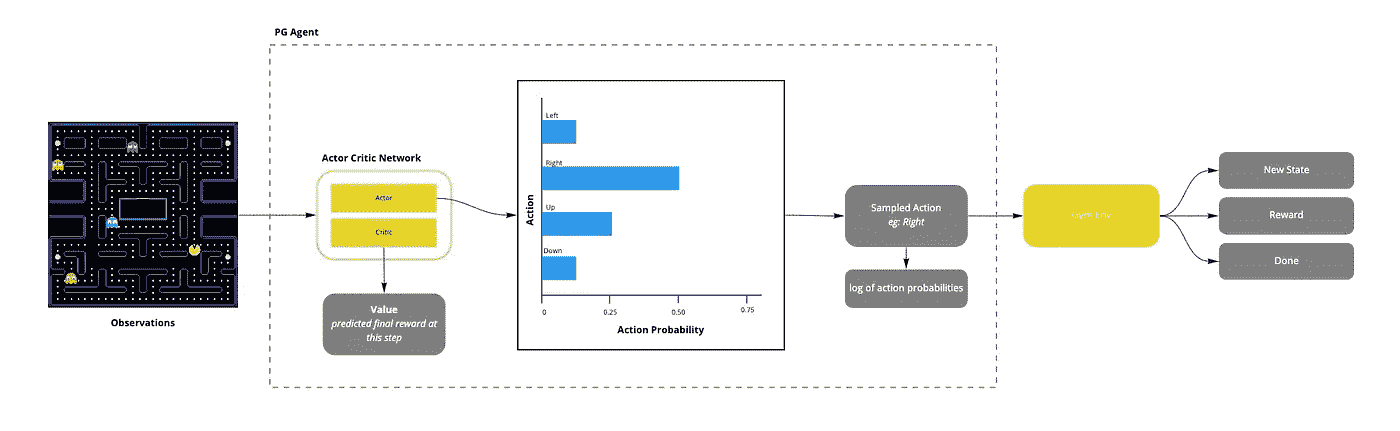 PG Agent
Observations
Actor Critic Network
Actor
Critic
Value
predicted final reward at
this step
Action
Left
Right
Up
Down
0
0.25
0.50
0.75
Action Probability
Sampled Action
eg: Right
log of action probabilities
New State
Reward
Done